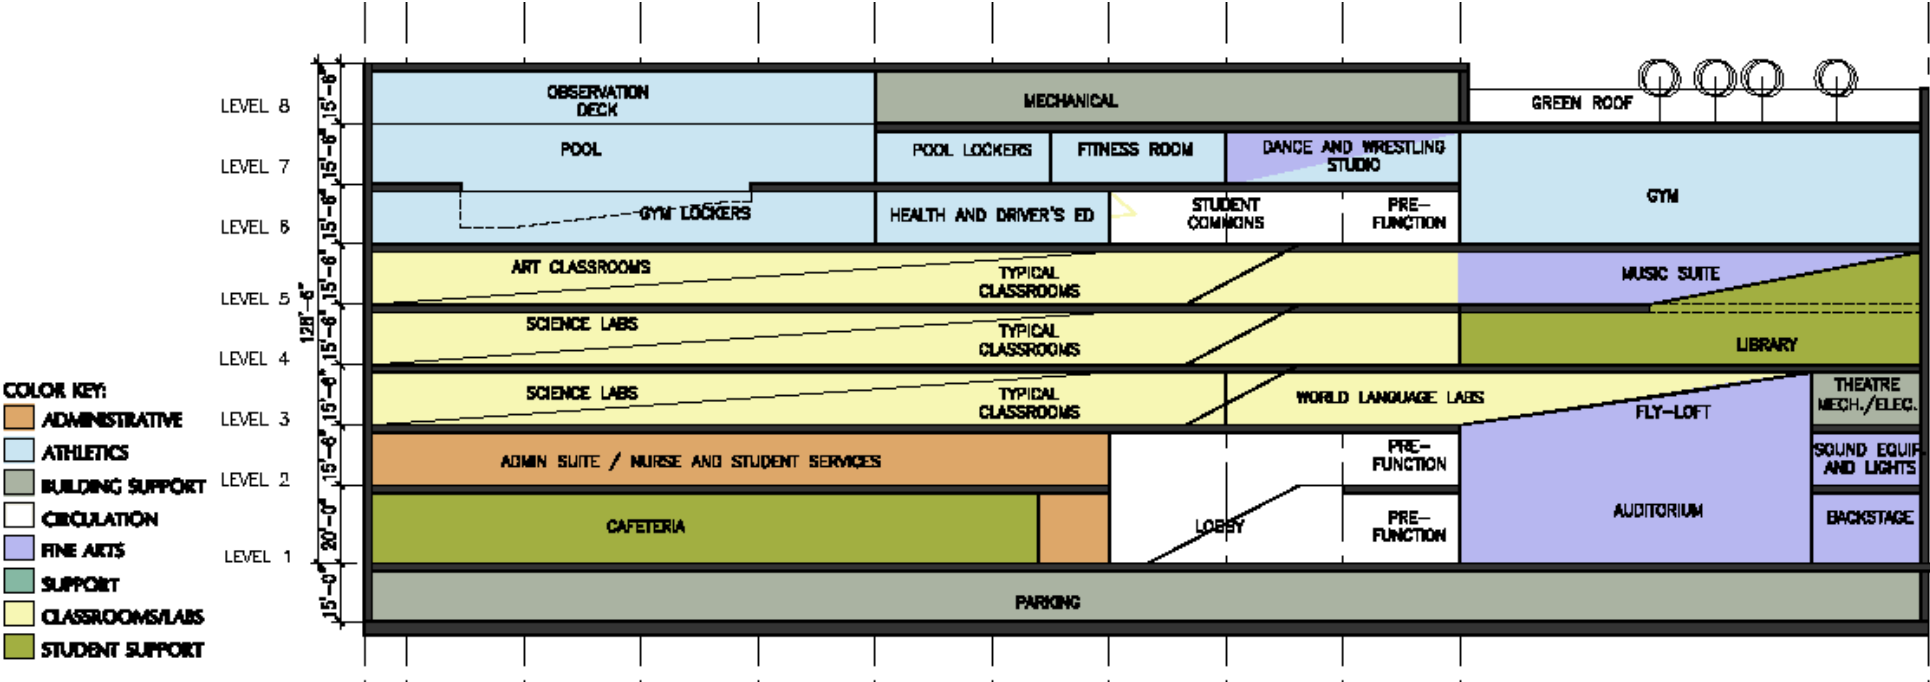 OBSERVATION
DECK
MECHANICAL
GREEN ROOF
LEVEL 8
15'-6"
POOL
POOL LOCKERS
FITNESS ROOM
DANCE AND WRESTLING
STUDIO
LEVEL 7
15'-6"
GYM
GYM LOCKERS
HEALTH AND DRIVER'S ED
STUDENT
COMMONS
PRE-
FUNCTION
LEVEL 6
15'-6"
ART CLASSROOMS
TYPICAL
CLASSROOMS
MUSIC SUITE
LEVEL 5
15'-6"
128'-6"
SCIENCE LABS
TYPICAL
CLASSROOMS
LIBRARY
LEVEL 4
15'-6"
SCIENCE LABS
TYPICAL
CLASSROOMS
WORLD LANGUAGE LABS
FLY-LOFT
THEATRE
MECH./ELEC.
LEVEL 3
15'-6"
ADMIN SUITE / NURSE AND STUDENT SERVICES
PRE-
FUNCTION
SOUND EQUIP.
AND LIGHTS
LEVEL 2
15'-6"
CAFETERIA
LOBBY
PRE-
FUNCTION
AUDITORIUM
BACKSTAGE
LEVEL 1
20'-0"
PARKING
15'-0"
COLOR KEY:
ADMINISTRATIVE
ATHLETICS
BUILDING SUPPORT
CIRCULATION
FINE ARTS
SUPPORT
CLASSROOMS/LABS
STUDENT SUPPORT